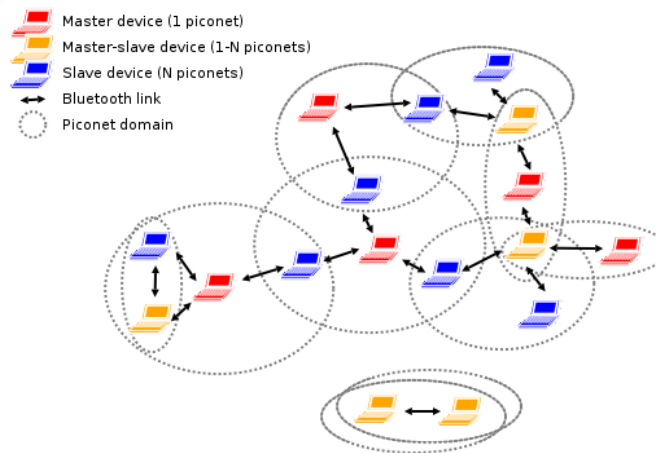 Master device (1 piconet)
Master-slave device (1-N piconets)
Slave device (N piconets)
Bluetooth link
Piconet domain